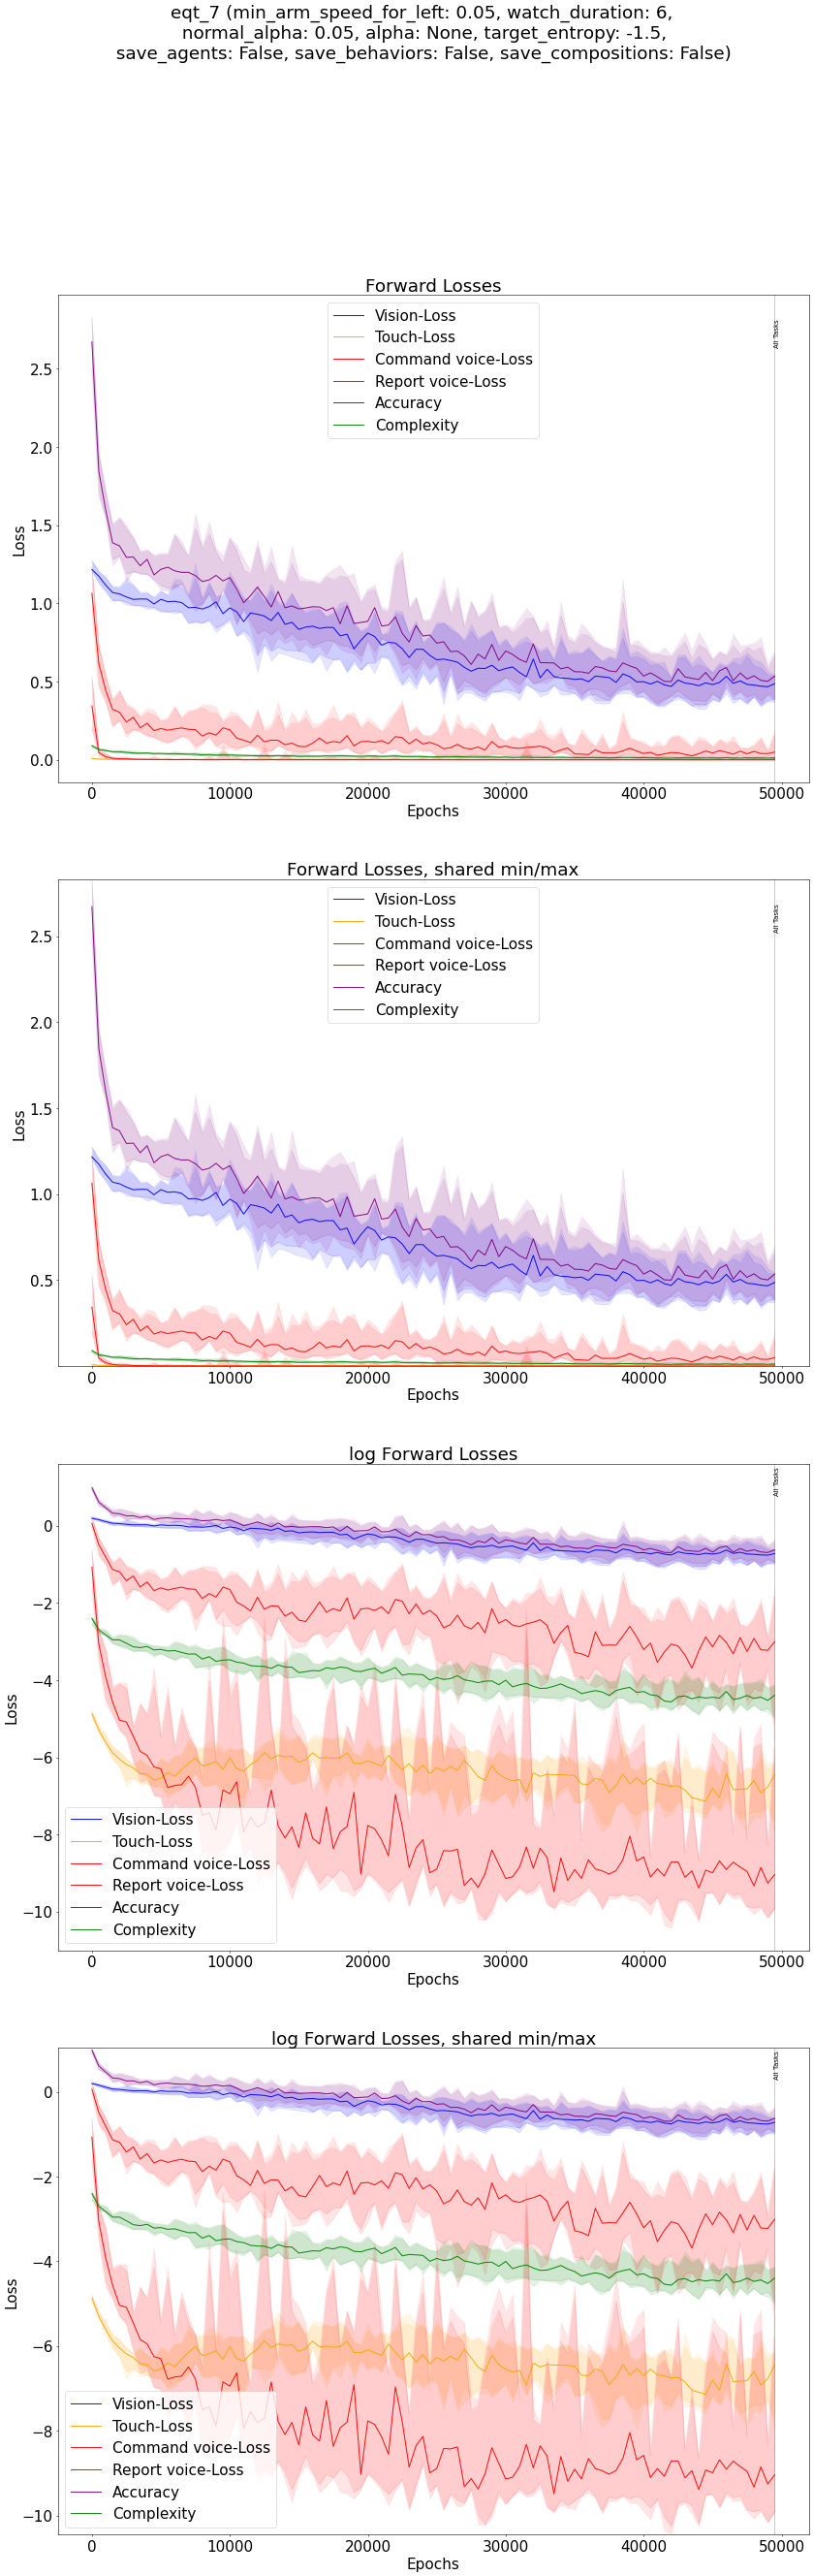 eqt_7 (min_arm_speed_for_left: 0.05, watch_duration: 6,
normal_alpha: 0.05, alpha: None, target_entropy: -1.5,
save_agents: False, save_behaviors: False, save_compositions: False)
Forward Losses
Vision-Loss
Touch-Loss
Command voice-Loss
Report voice-Loss
Accuracy
Complexity
All Tasks
2.5
2.0
1.5
1.0
0.5
0.0
Loss
0 10000 20000 30000 40000 50000
Epochs
Forward Losses, shared min/max
Vision-Loss
Touch-Loss
Command voice-Loss
Report voice-Loss
Accuracy
Complexity
All Tasks
2.5
2.0
1.5
1.0
0.5
Loss
0 10000 20000 30000 40000 50000
Epochs
log Forward Losses
All Tasks
0
−2
−4
−6
−8
−10
Loss
Vision-Loss
Touch-Loss
Command voice-Loss
Report voice-Loss
Accuracy
Complexity
0 10000 20000 30000 40000 50000
Epochs
log Forward Losses, shared min/max
All Tasks
0
−2
−4
−6
−8
−10
Loss
Vision-Loss
Touch-Loss
Command voice-Loss
Report voice-Loss
Accuracy
Complexity
0 10000 20000 30000 40000 50000
Epochs